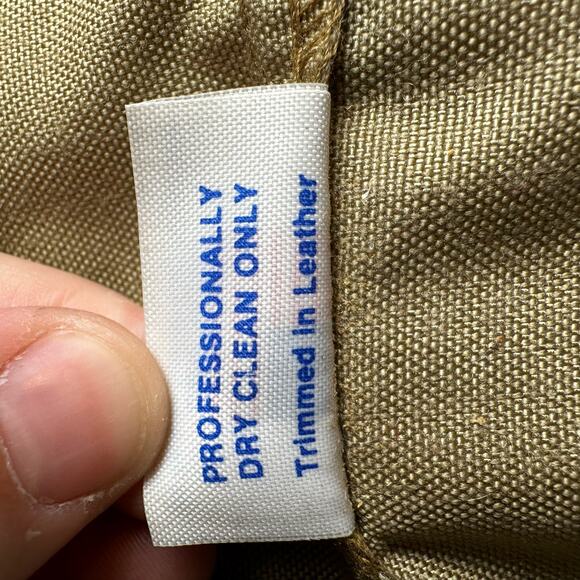 PROFESSIONALLY
DRY CLEAN ONLY
Trimmed in Leather